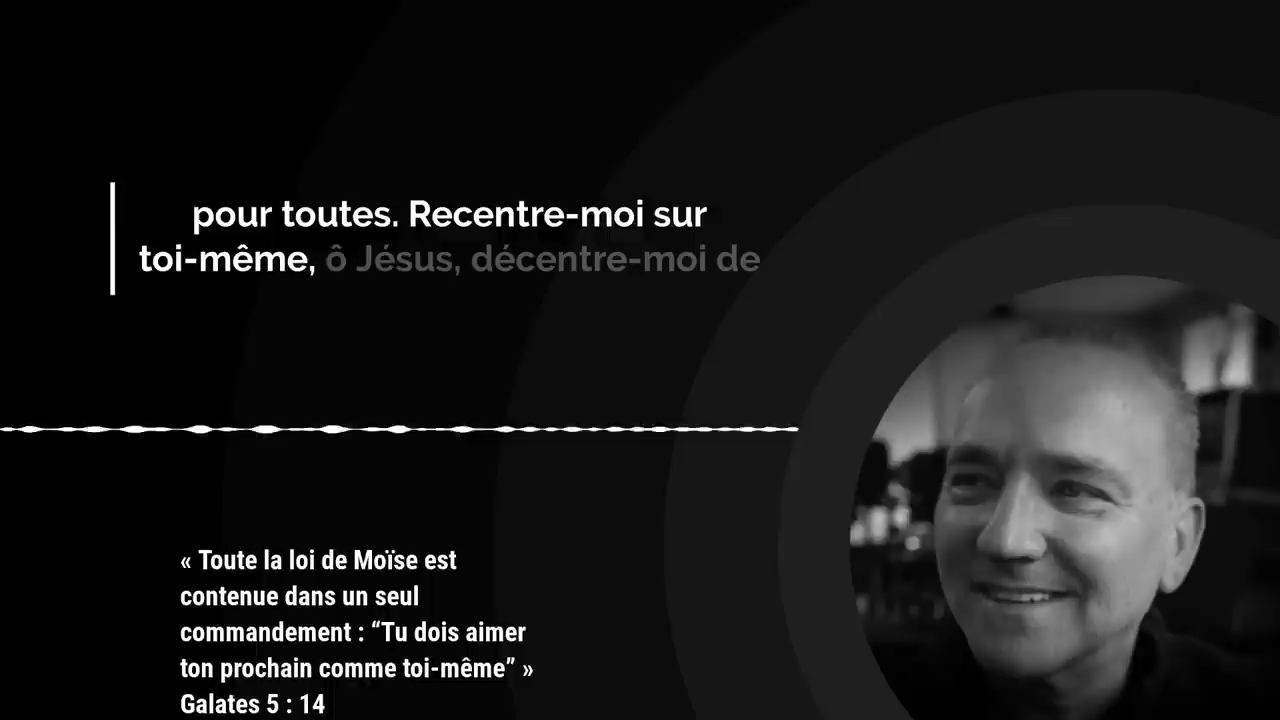 pour toutes. Recentre-moi sur
toi-même, ô Jésus, décentre-moi de
« Toute la loi de Moïse est
contenue dans un seul
commandement : “Tu dois aimer
ton prochain comme toi-même” »
Galates 5 : 14